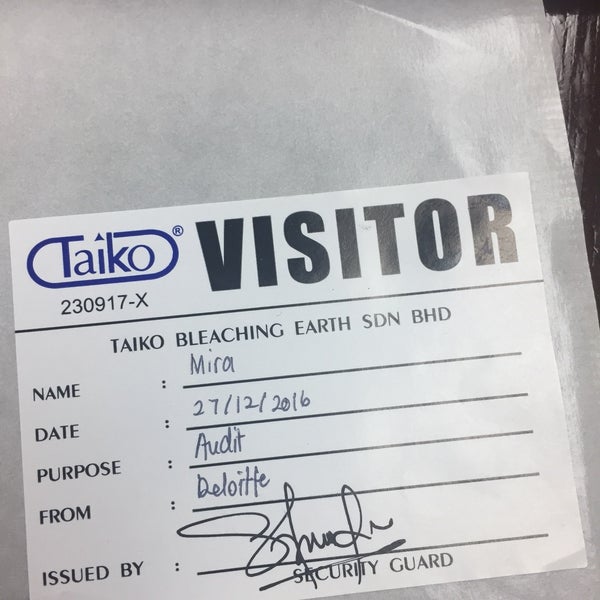 Taiko® VISITOR
230917-X
TAIKO BLEACHING EARTH SDN BHD
NAME : Mira
DATE : 27/12/2016
PURPOSE : Audit
FROM : Deloitte
ISSUED BY :
SECURITY GUARD